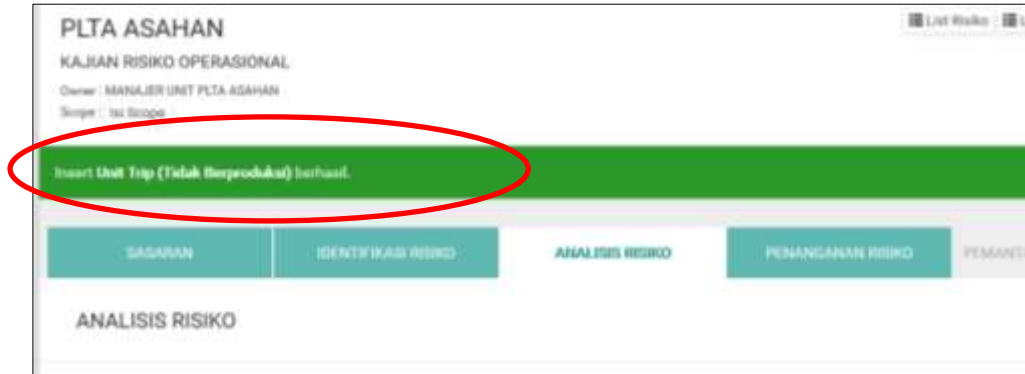 PLTA ASAHAN
List Risiko
KAJIAN RISIKO OPERASIONAL
Owner : MANAJER UNIT PLTA ASAHAN
Scope : Isi Scope
Insert Unit Trip (Tidak Berproduksi) berhasil.
SASARAN IDENTIFIKASI RISIKO ANALISIS RISIKO PENANGANAN RISIKO PEMANT
ANALISIS RISIKO